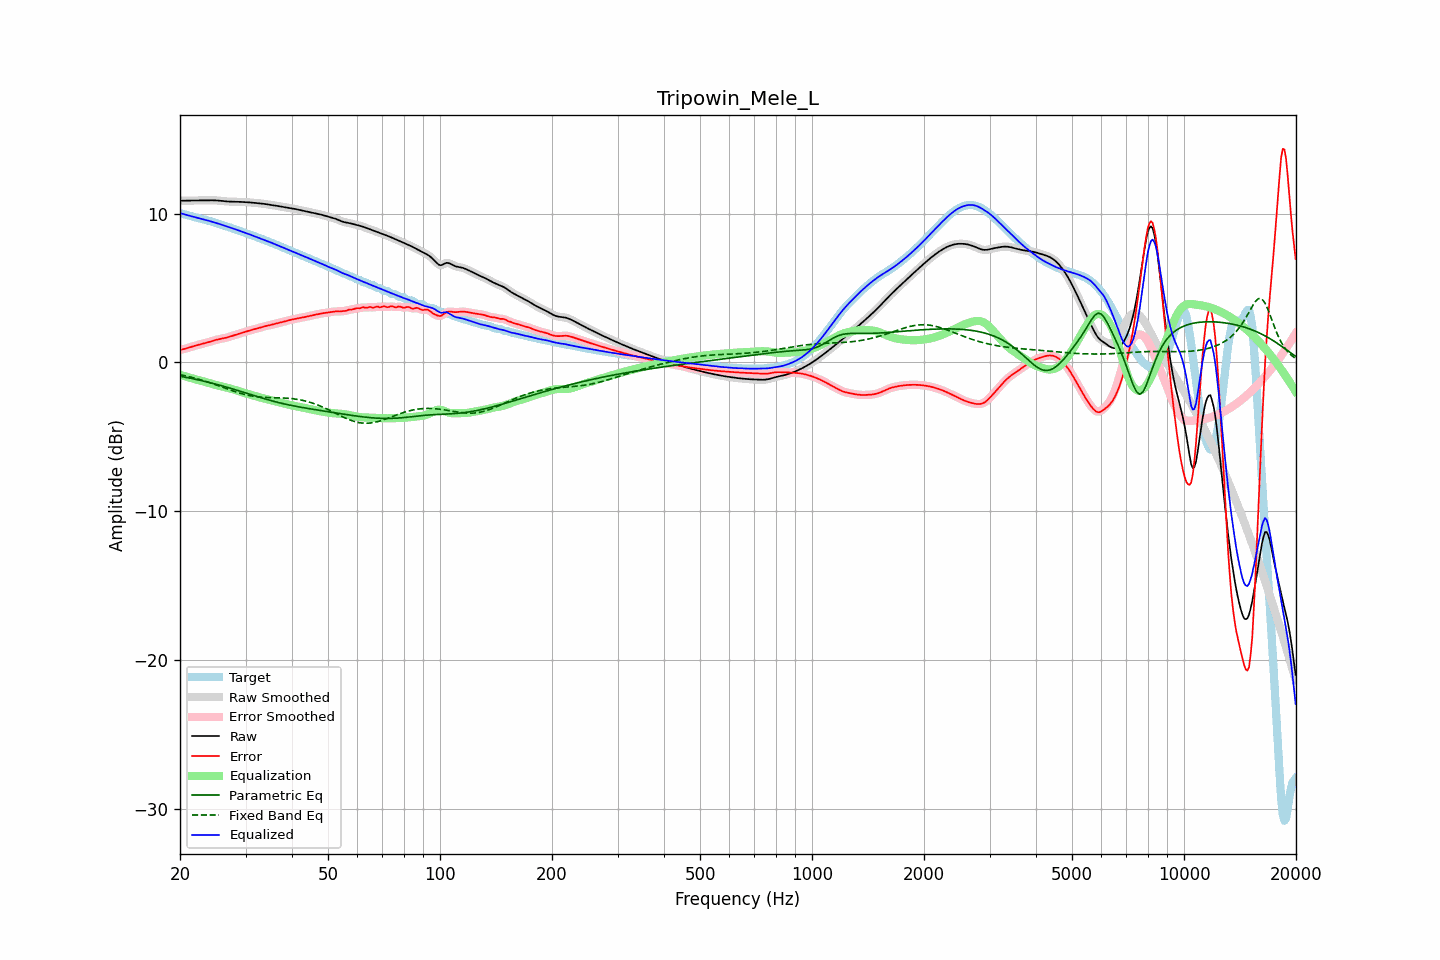 Tripowin_Mele_L
Amplitude (dBr)
10
0
−10
−20
−30
Target
Raw Smoothed
Error Smoothed
Raw
Error
Equalization
Parametric Eq
Fixed Band Eq
Equalized
20 50 100 200 500 1000 2000 5000 10000 20000
Frequency (Hz)